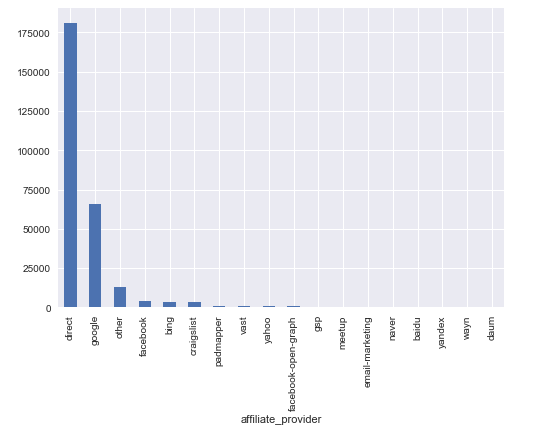 175000
150000
125000
100000
75000
50000
25000
0
direct
google
other
facebook
bing
craigslist
padmapper
vast
yahoo
facebook-open-graph
gsp
meetup
email-marketing
naver
baidu
yandex
wayn
daum
affiliate_provider